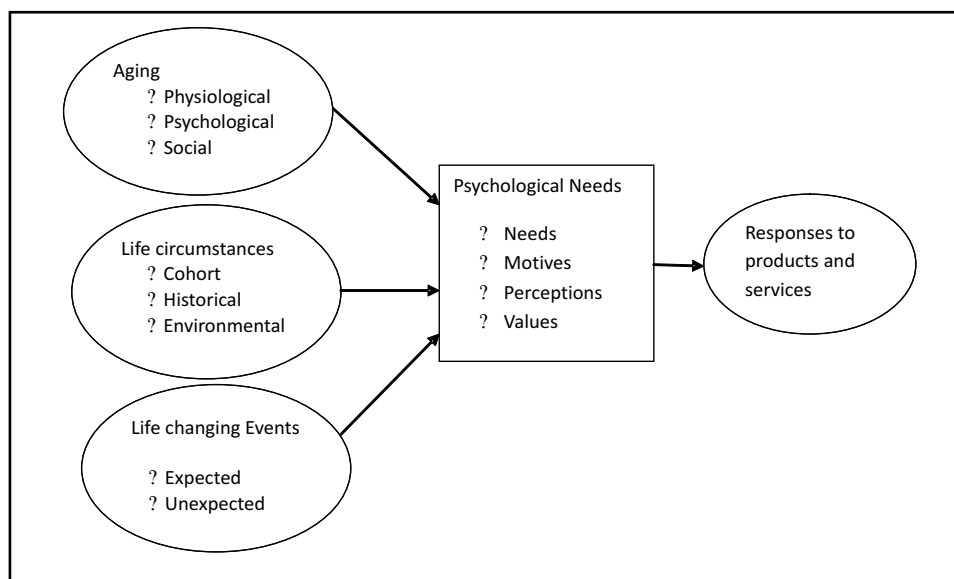 Aging
? Physiological
? Psychological
? Social
Life circumstances
? Cohort
? Historical
? Environmental
Life changing Events
? Expected
? Unexpected
Psychological Needs
? Needs
? Motives
? Perceptions
? Values
Responses to
products and
services